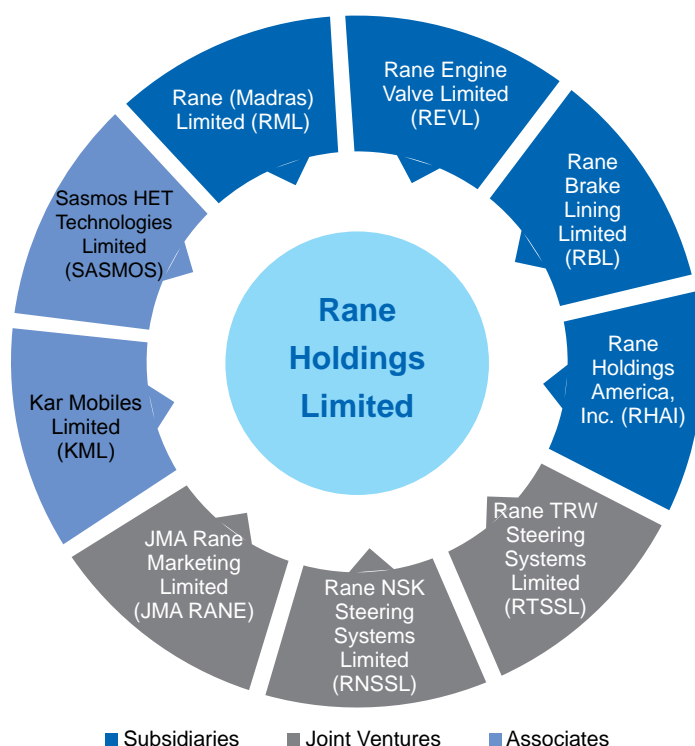 Rane (Madras)
Limited (RML)
Rane Engine
Valve Limited
(REVL)
Rane
Brake
Lining
Limited
(RBL)
Rane
Holdings
America,
Inc. (RHAI)
Rane TRW
Steering
Systems
Limited
(RTSSL)
Rane NSK
Steering
Systems
Limited
(RNSSL)
JMA Rane
Marketing
Limited
(JMA RANE)
Kar Mobiles
Limited
(KML)
Sasmos HET
Technologies
Limited
(SASMOS)
Rane
Holdings
Limited
Subsidiaries Joint Ventures Associates